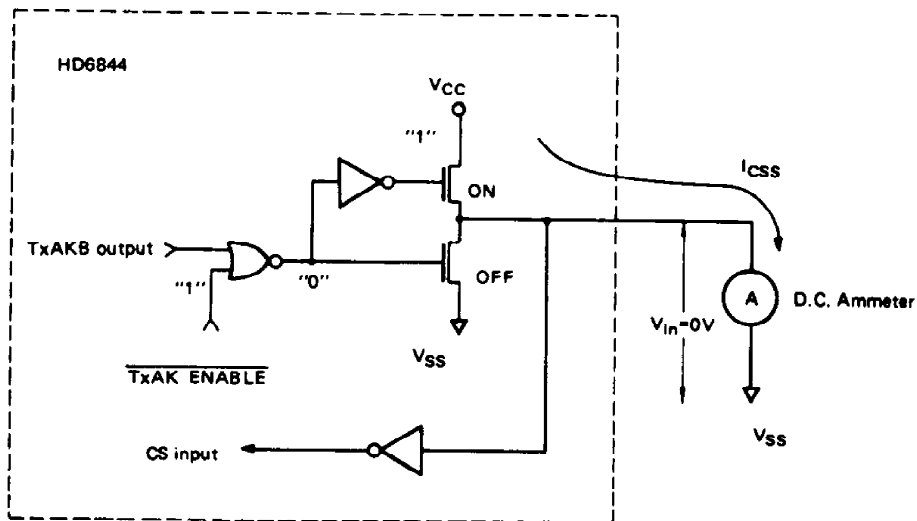 HD6844
VCC
"1"
ICSS
ON
TxAKB output
"1"
"0"
OFF
A
D.C. Ammeter
Vin=0V
TxAK ENABLE
VSS
VSS
CS input